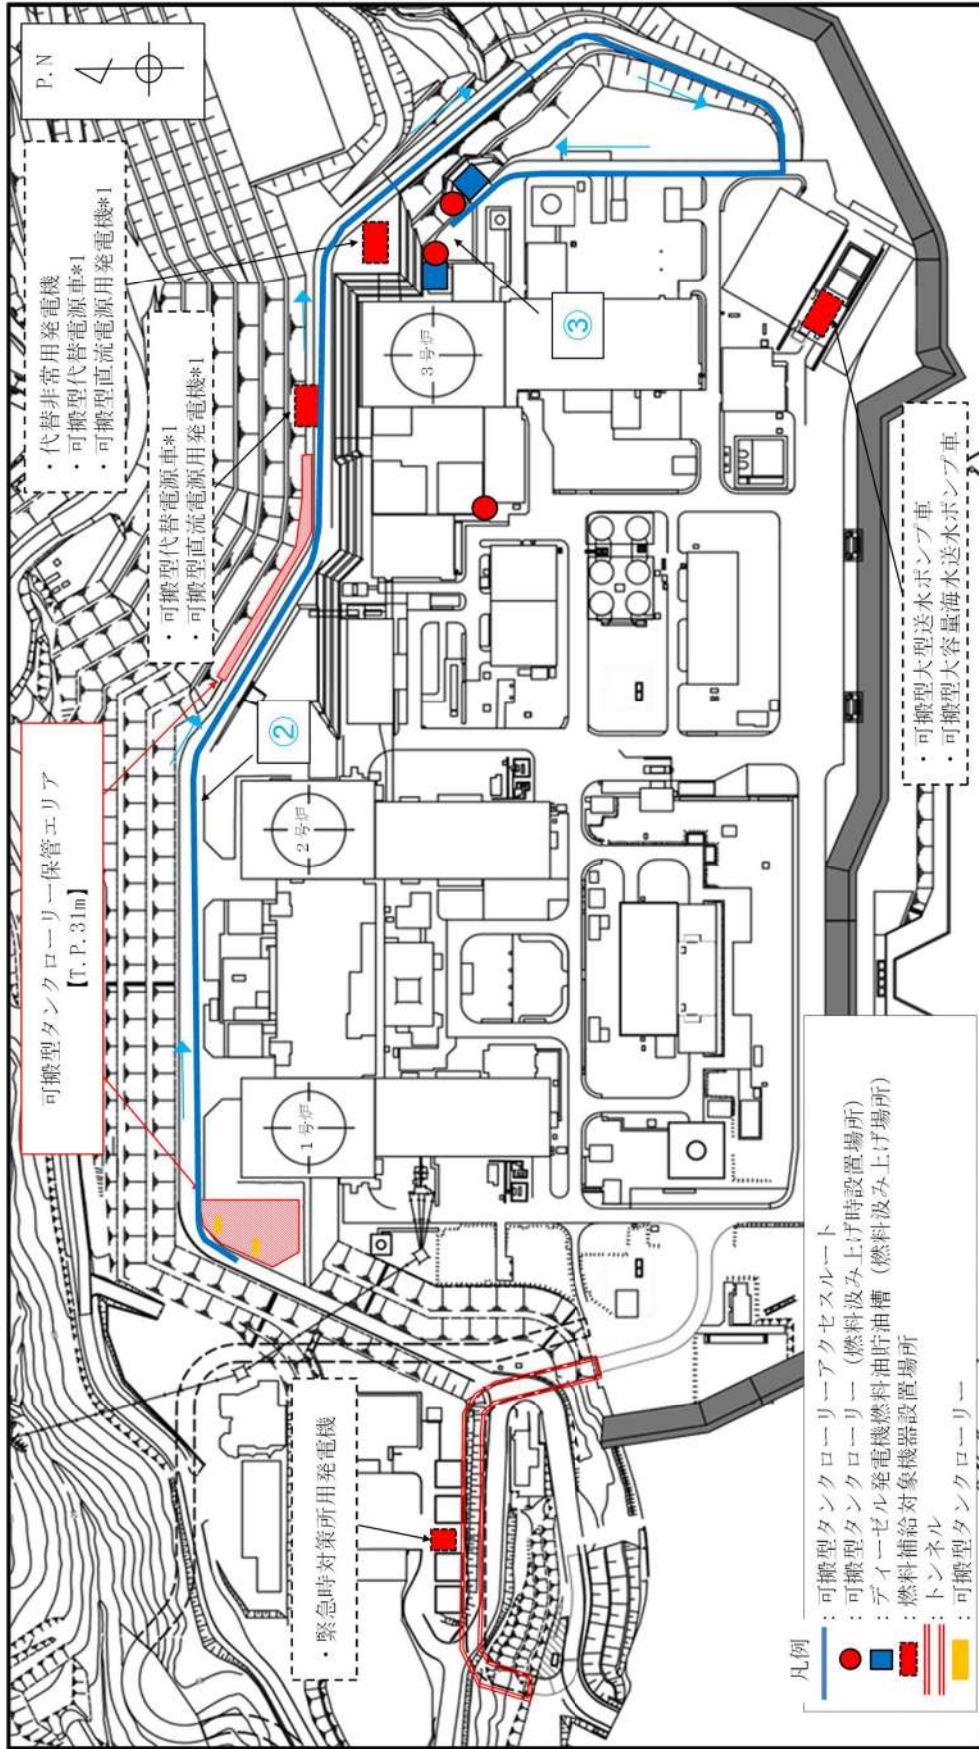 P.N
・代替非常用発電機
・可搬型代替電源車*1
・可搬型直流電源用発電機*1
・可搬型代替電源車*1
・可搬型直流電源用発電機*1
可搬型タンクローリー保管エリア
【T.P.31m】
②
③
3号炉
2号炉
1号炉
・緊急時対策所用発電機
・可搬型大型送水ポンプ車
・可搬型大容量海水送水ポンプ車
凡例
：可搬型タンクローリーアクセスルート
：可搬型タンクローリー（燃料汲み上げ時設置場所）
：ディーゼル発電機燃料油貯油槽（燃料汲み上げ場所）
：燃料補給対象機器設置場所
：トンネル
：可搬型タンクローリー